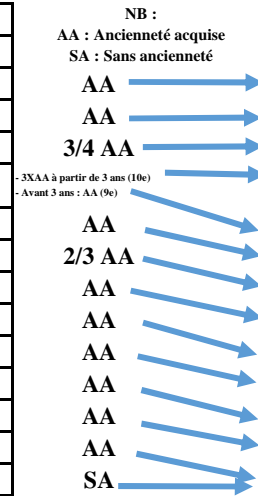 NB :
AA : Ancienneté acquise
SA : Sans ancienneté
AA
AA
3/4 AA
- 3XAA à partir de 3 ans (10e)
- Avant 3 ans : AA (9e)
AA
2/3 AA
AA
AA
AA
AA
AA
AA
SA